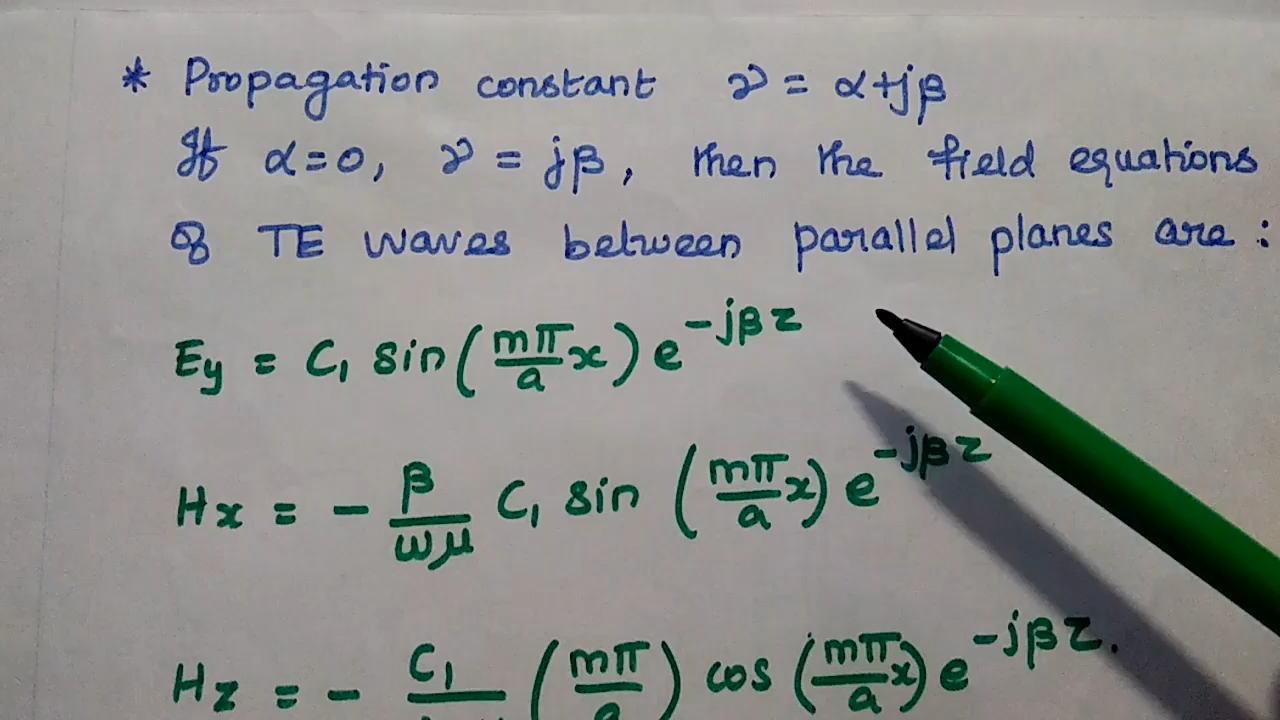 * Propagation constant γ = α+jβ
If α=0, γ = jβ, then the field equations
of TE waves between parallel planes are :
Ey = C₁ sin(mπ/a x) e^-jβz
Hx = - β/ωμ C₁ sin (mπ/a x) e^-jβz
Hz = - C₁ (mπ) cos (mπ/a x) e^-jβz.